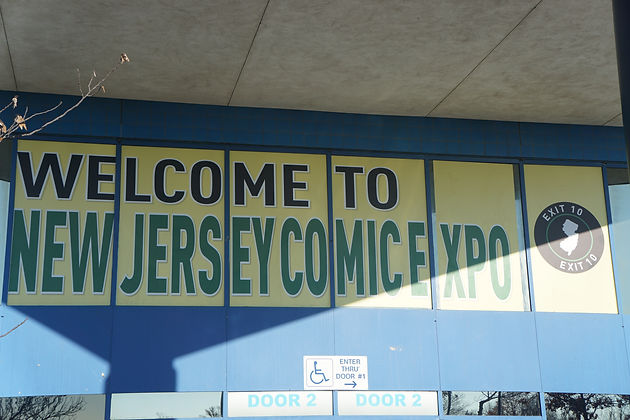 WELCOME TO
NEW JERSEY COMIC EXPO
EXIT 10
EXIT 10
ENTER
THRU'
DOOR #1
DOOR 2
DOOR 2